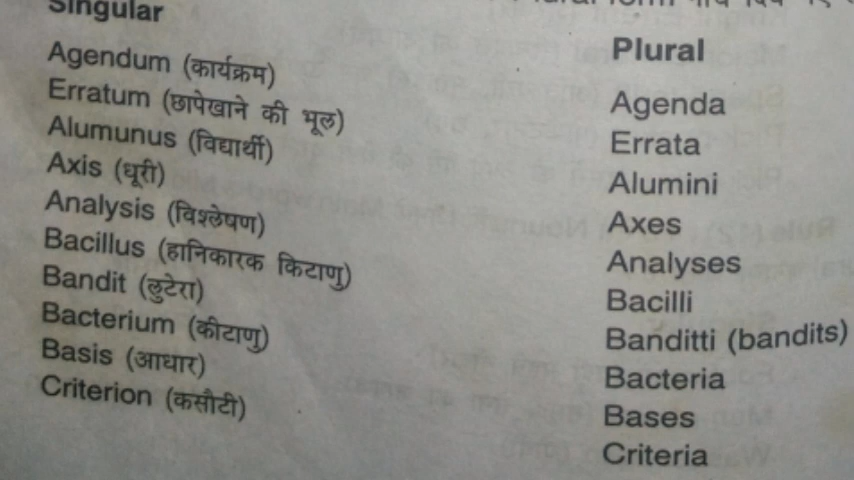 Singular Plural
Agendum (कार्यक्रम) Agenda
Erratum (छापेखाने की भूल) Errata
Alumunus (विद्यार्थी) Alumini
Axis (धूरी) Axes
Analysis (विश्लेषण) Analyses
Bacillus (हानिकारक किटाणु) Bacilli
Bandit (लुटेरा) Banditti (bandits)
Bacterium (कीटाणु) Bacteria
Basis (आधार) Bases
Criterion (कसौटी) Criteria